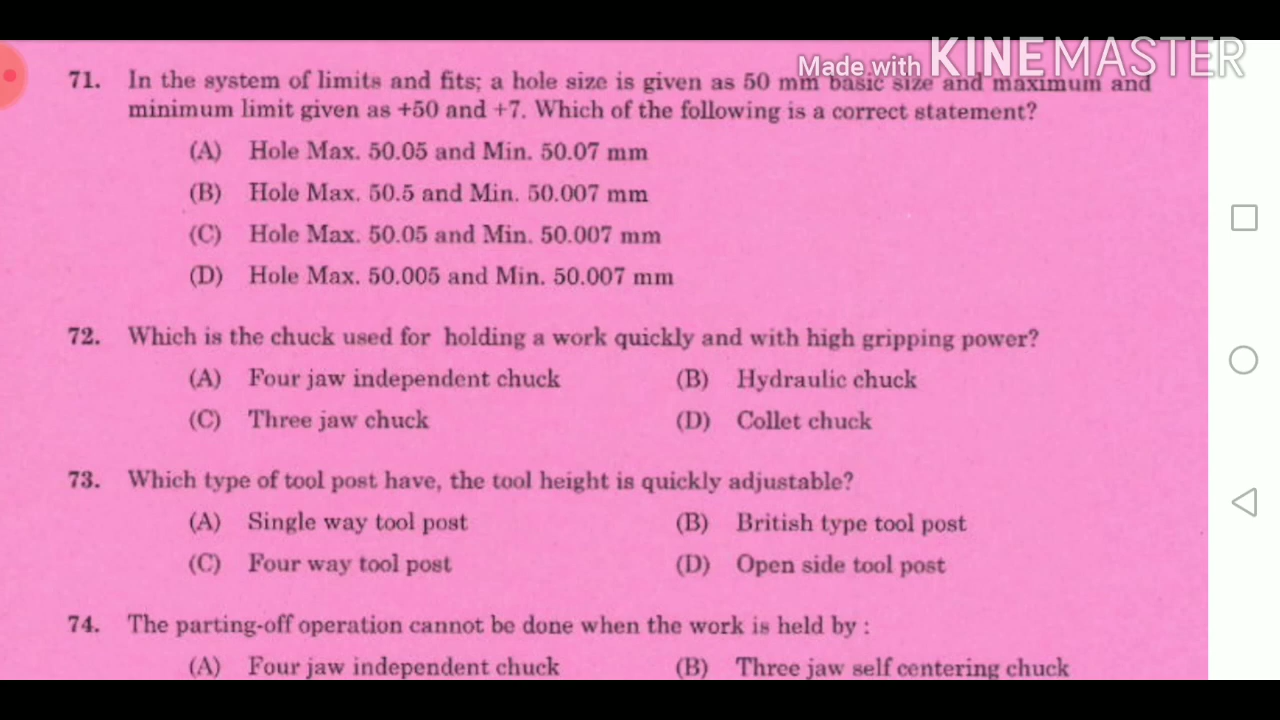 Made with KINEMASTER
71. In the system of limits and fits; a hole size is given as 50 mm basic size and maximum and
minimum limit given as +50 and +7. Which of the following is a correct statement?
(A) Hole Max. 50.05 and Min. 50.07 mm
(B) Hole Max. 50.5 and Min. 50.007 mm
(C) Hole Max. 50.05 and Min. 50.007 mm
(D) Hole Max. 50.005 and Min. 50.007 mm
72. Which is the chuck used for holding a work quickly and with high gripping power?
(A) Four jaw independent chuck (B) Hydraulic chuck
(C) Three jaw chuck (D) Collet chuck
73. Which type of tool post have, the tool height is quickly adjustable?
(A) Single way tool post (B) British type tool post
(C) Four way tool post (D) Open side tool post
74. The parting-off operation cannot be done when the work is held by :
(A) Four jaw independent chuck (B) Three jaw self centering chuck